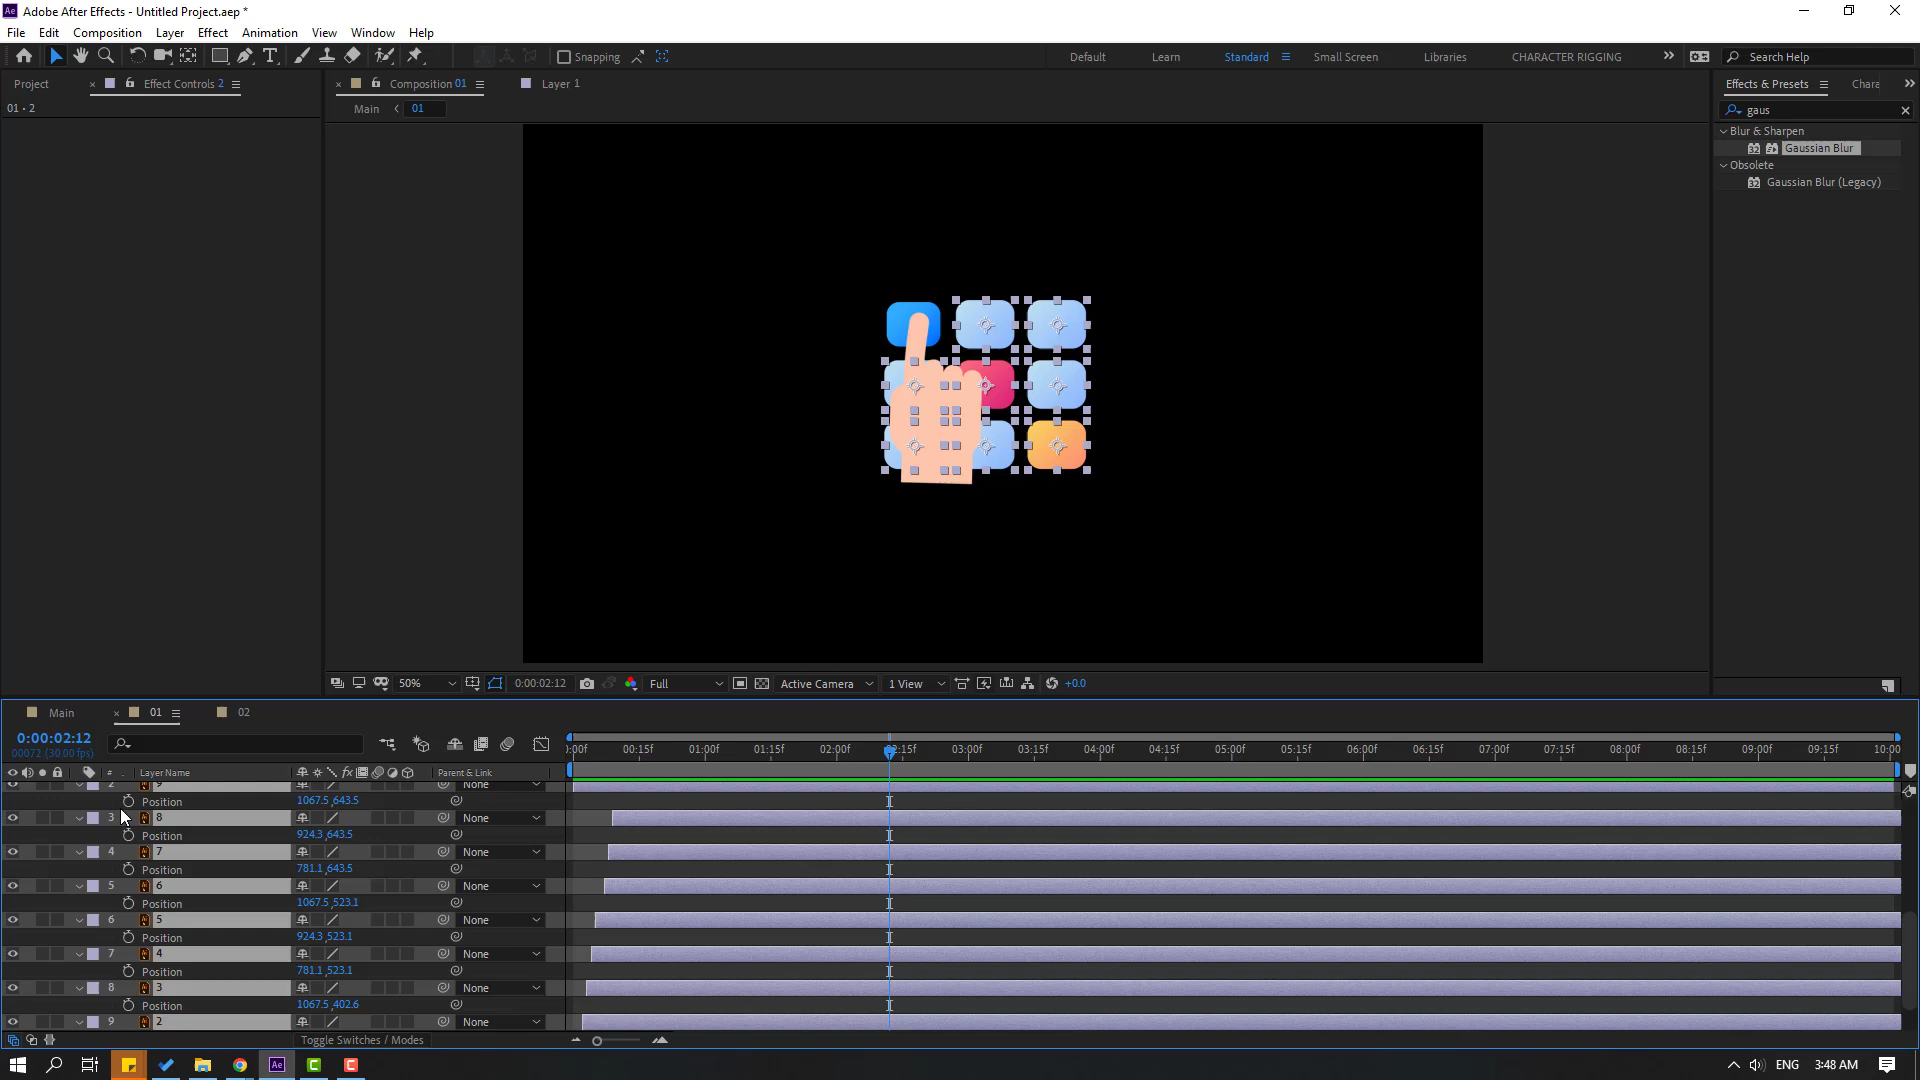 Adobe After Effects - Untitled Project.aep *
File Edit Composition Layer Effect Animation View Window Help
Snapping
Default Learn Standard Small Screen Libraries CHARACTER RIGGING Search Help
Project Effect Controls 2 Composition 01 Layer 1 Effects & Presets Chara
01 • 2 Main 01 gaus
Blur & Sharpen
32 Gaussian Blur
Obsolete
32 Gaussian Blur (Legacy)
50% 0:00:02:12 Full Active Camera 1 View +0.0
Main 01 02
0:00:02:12
00072 (30.00 fps)
:00f 00:15f 01:00f 01:15f 02:00f 02:15f 03:00f 03:15f 04:00f 04:15f 05:00f 05:15f 06:00f 06:15f 07:00f 07:15f 08:00f 08:15f 09:00f 09:15f 10:00
# Layer Name fx Parent & Link
2 9 None
Position 1067.5,643.5
3 8 None
Position 924.3,643.5
4 7 None
Position 781.1,643.5
5 6 None
Position 1067.5,523.1
6 5 None
Position 924.3,523.1
7 4 None
Position 781.1,523.1
8 3 None
Position 1067.5,402.6
9 2 None
Toggle Switches / Modes
ENG 3:48 AM